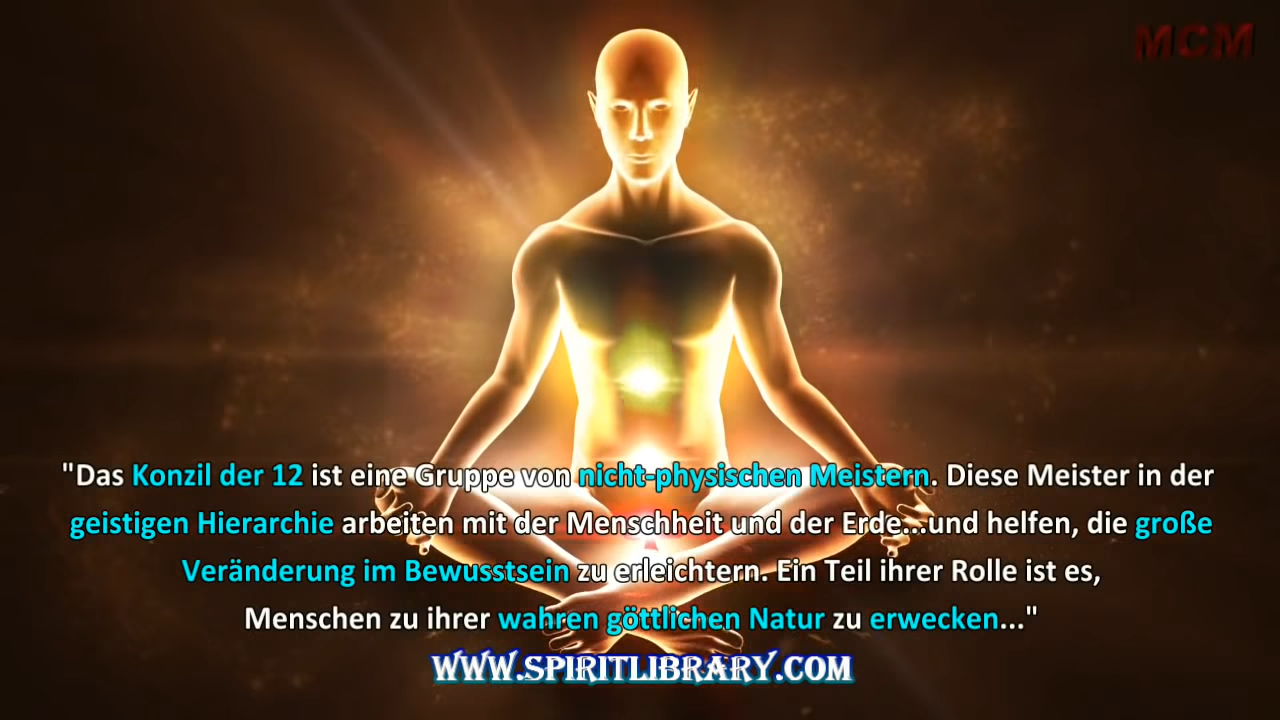 MCM
"Das Konzil der 12 ist eine Gruppe von nicht-physischen Meistern. Diese Meister in der
geistigen Hierarchie arbeiten mit der Menschheit und der Erde...und helfen, die große
Veränderung im Bewusstsein zu erleichtern. Ein Teil ihrer Rolle ist es,
Menschen zu ihrer wahren göttlichen Natur zu erwecken..."
WWW.SPIRITLIBRARY.COM